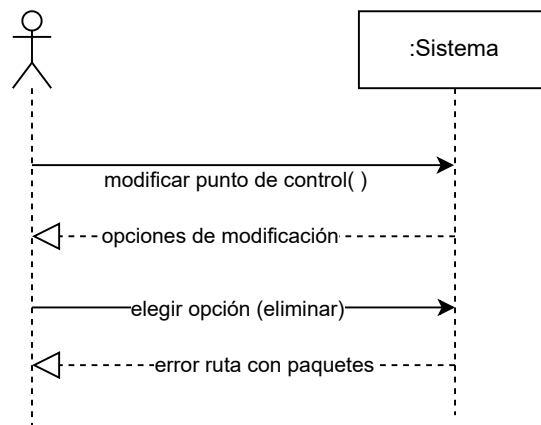 :Sistema
modificar punto de control( )
opciones de modificación
elegir opción (eliminar)
error ruta con paquetes